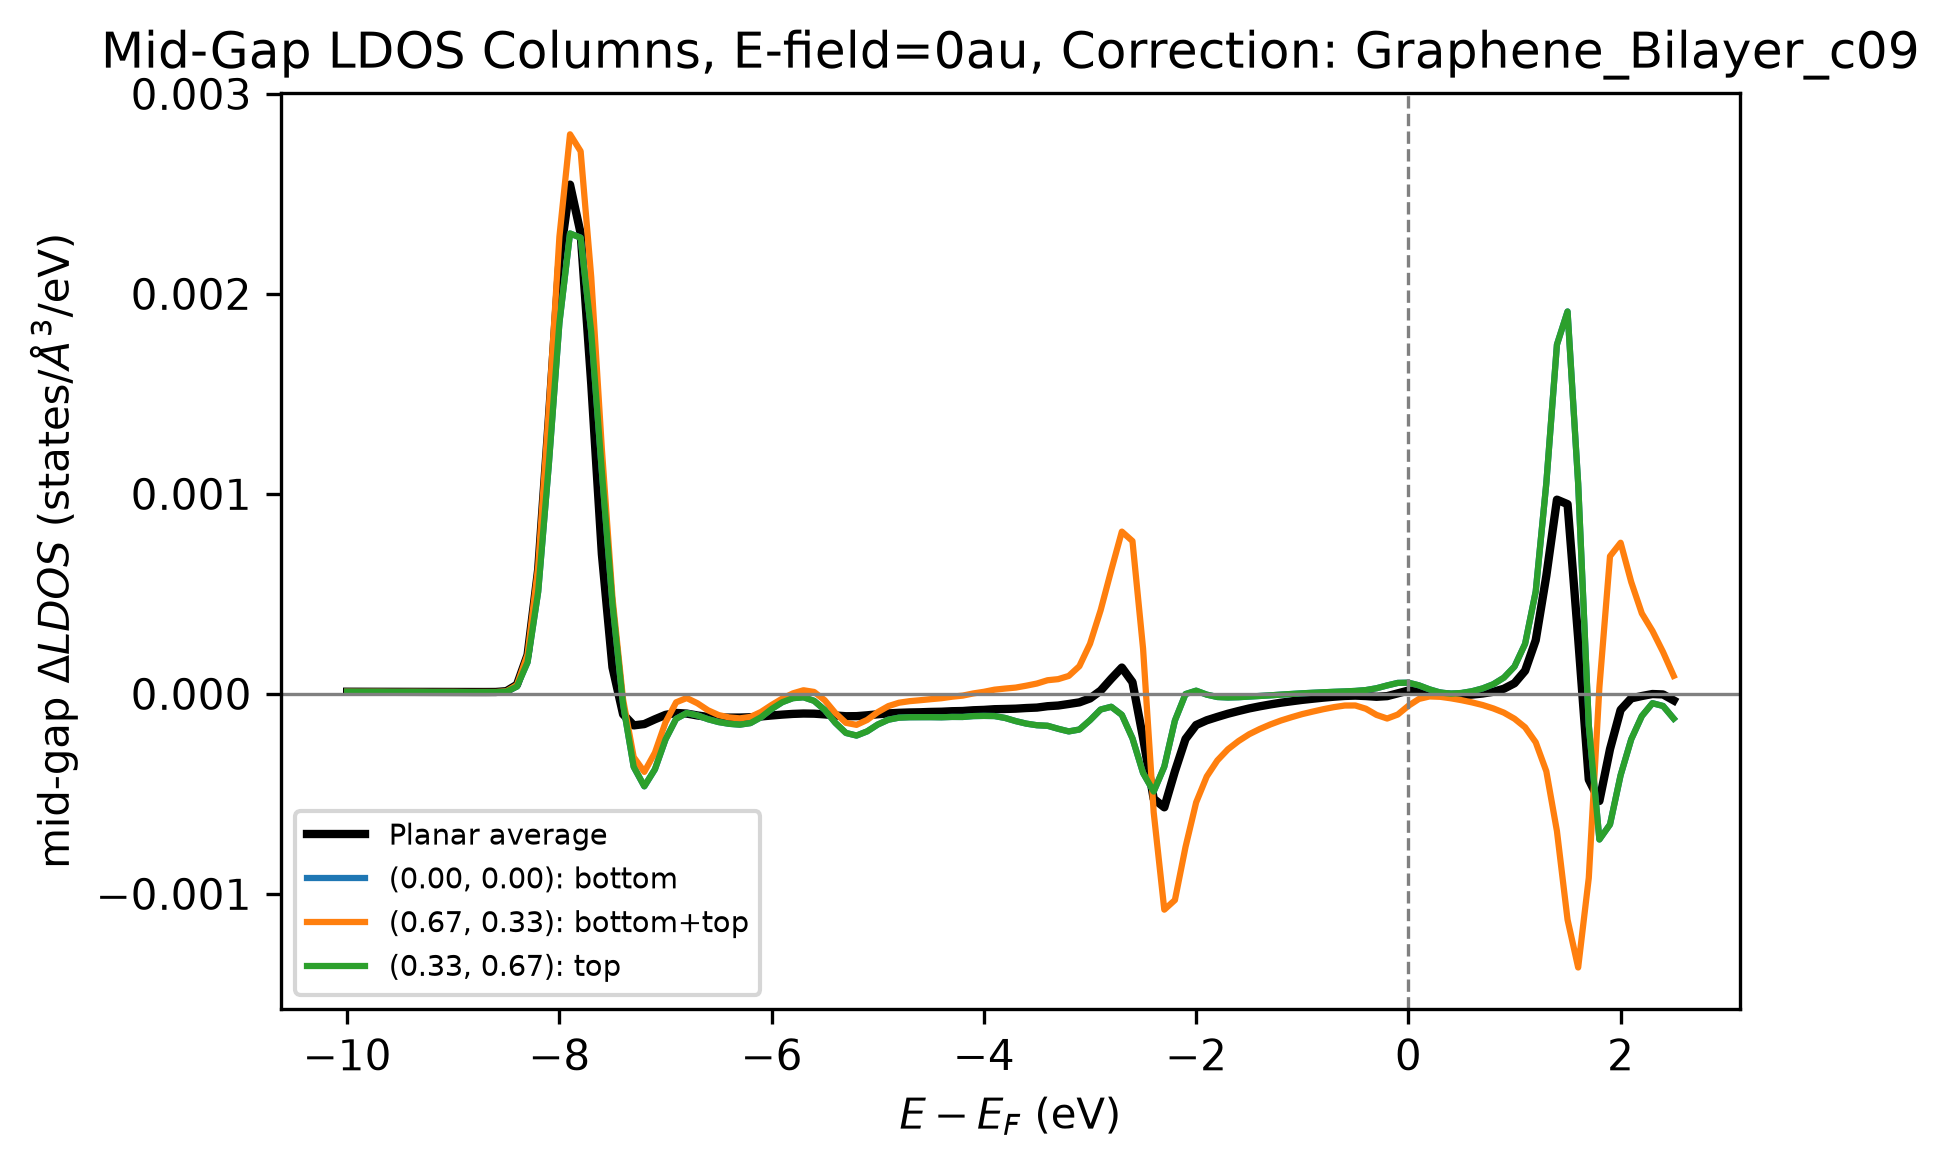 Mid-Gap LDOS Columns, E-field=0au, Correction: Graphene_Bilayer_c09
0.003
0.002
0.001
0.000
−0.001
mid-gap ΔLDOS (states/Å³/eV)
Planar average
(0.00, 0.00): bottom
(0.67, 0.33): bottom+top
(0.33, 0.67): top
−10
−8
−6
−4
−2
0
2
E − E_F (eV)